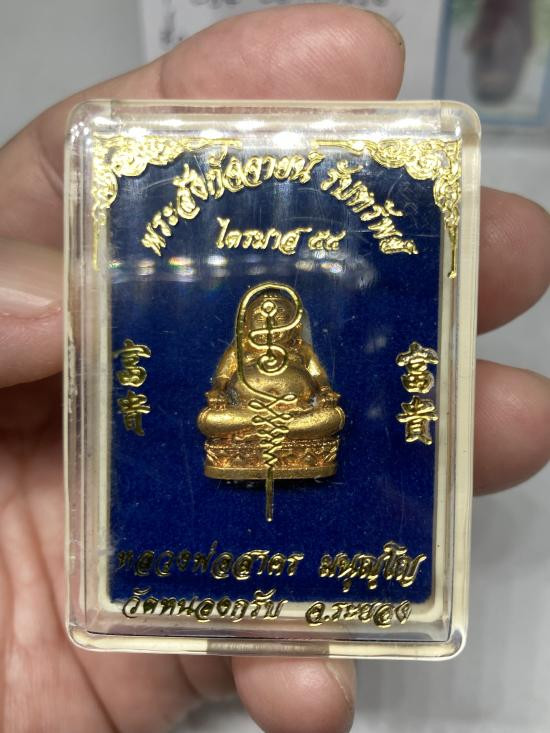 พระสังกัจจายน์ รับทรัพย์
ไตรมาส ๕๕
富貴
富貴
หลวงพ่อสาคร มนุญฺโญ
วัดหนองกรับ จ.ระยอง